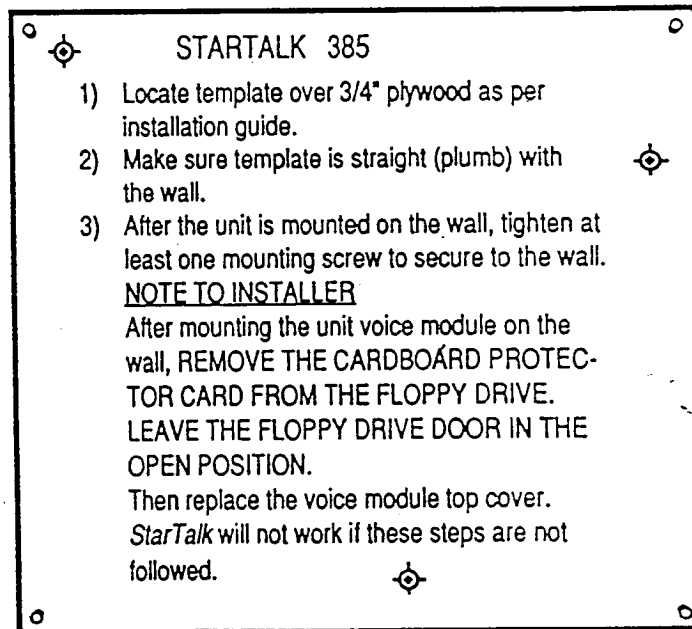 STARTALK 385
1) Locate template over 3/4" plywood as per
installation guide.
2) Make sure template is straight (plumb) with
the wall.
3) After the unit is mounted on the wall, tighten at
least one mounting screw to secure to the wall.
NOTE TO INSTALLER
After mounting the unit voice module on the
wall, REMOVE THE CARDBOARD PROTEC-
TOR CARD FROM THE FLOPPY DRIVE.
LEAVE THE FLOPPY DRIVE DOOR IN THE
OPEN POSITION.
Then replace the voice module top cover.
StarTalk will not work if these steps are not
followed.